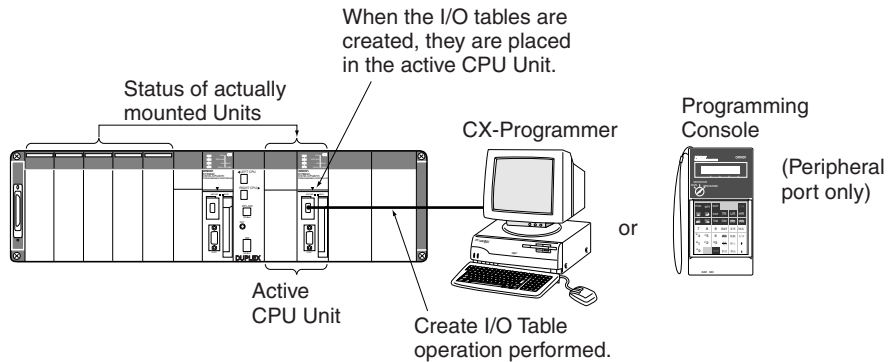 When the I/O tables are
created, they are placed
in the active CPU Unit.
Status of actually
mounted Units
CX-Programmer
Programming
Console
(Peripheral
port only)
or
DUPLEX
Active
CPU Unit
Create I/O Table
operation performed.